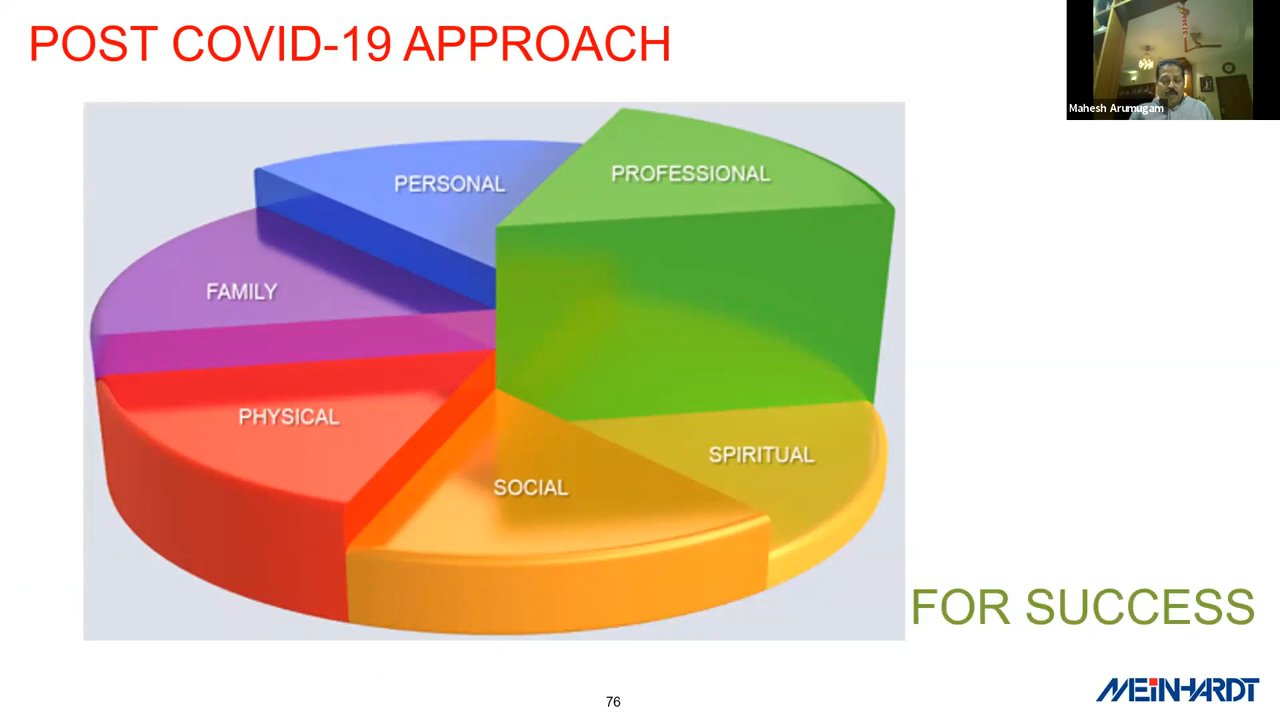 POST COVID-19 APPROACH
Mahesh Arumugam
PERSONAL
PROFESSIONAL
FAMILY
PHYSICAL
SPIRITUAL
SOCIAL
FOR SUCCESS
MEINHARDT
76